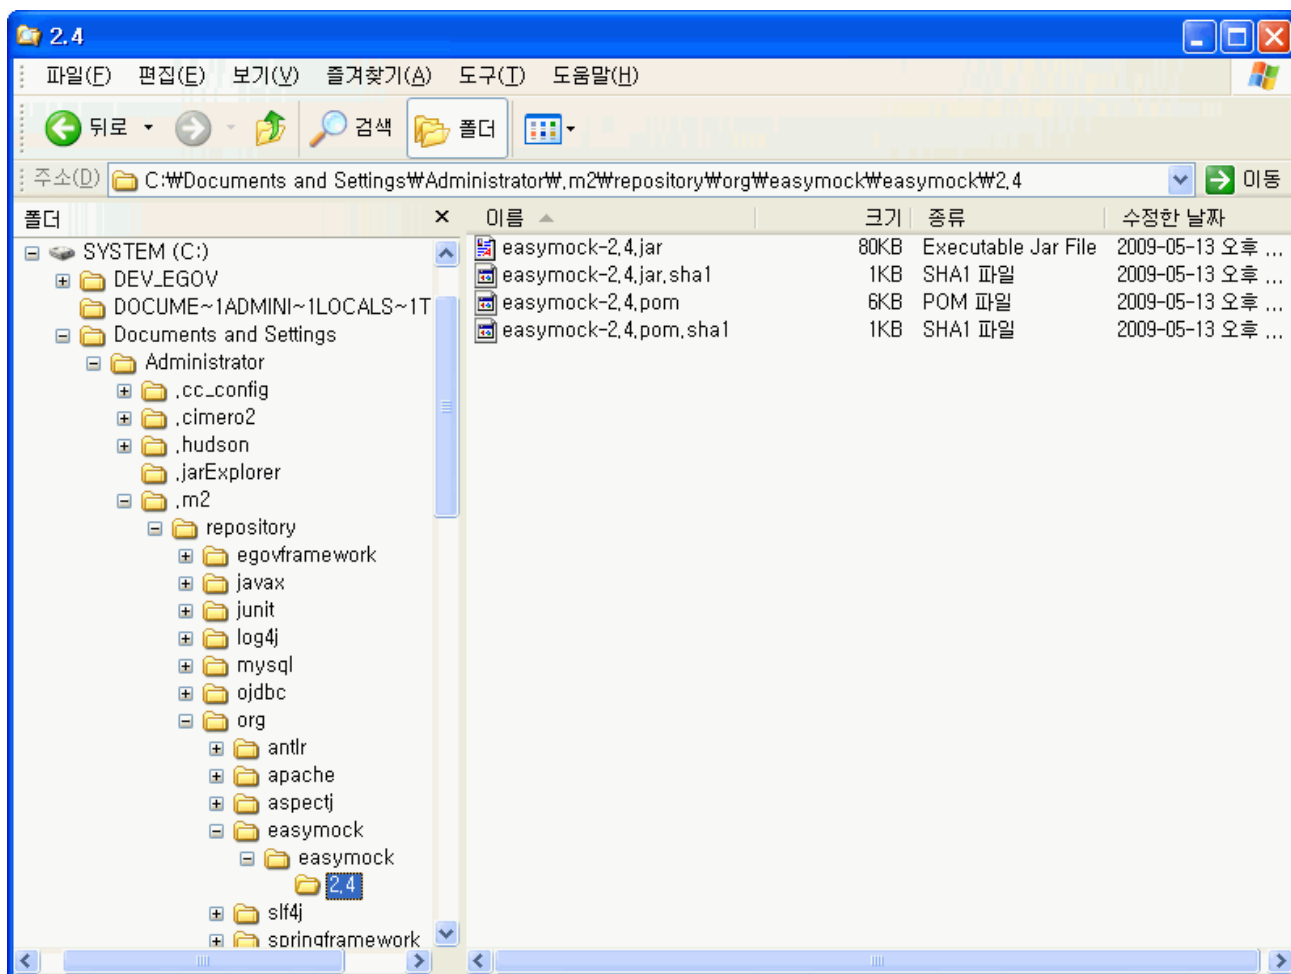 2.4
파일(F) 편집(E) 보기(V) 즐겨찾기(A) 도구(T) 도움말(H)
뒤로 검색 폴더
주소(D) C:₩Documents and Settings₩Administrator₩.m2₩repository₩org₩easymock₩easymock₩2.4 이동
폴더
SYSTEM (C:)
DEV_EGOV
DOCUME~1ADMINI~1LOCALS~1T
Documents and Settings
Administrator
.cc_config
.cimero2
.hudson
.jarExplorer
.m2
repository
egovframework
javax
junit
log4j
mysql
ojdbc
org
antlr
apache
aspectj
easymock
easymock
2.4
slf4j
springframework
이름 크기 종류 수정한 날짜
easymock-2.4.jar 80KB Executable Jar File 2009-05-13 오후 ...
easymock-2.4.jar.sha1 1KB SHA1 파일 2009-05-13 오후 ...
easymock-2.4.pom 6KB POM 파일 2009-05-13 오후 ...
easymock-2.4.pom.sha1 1KB SHA1 파일 2009-05-13 오후 ...